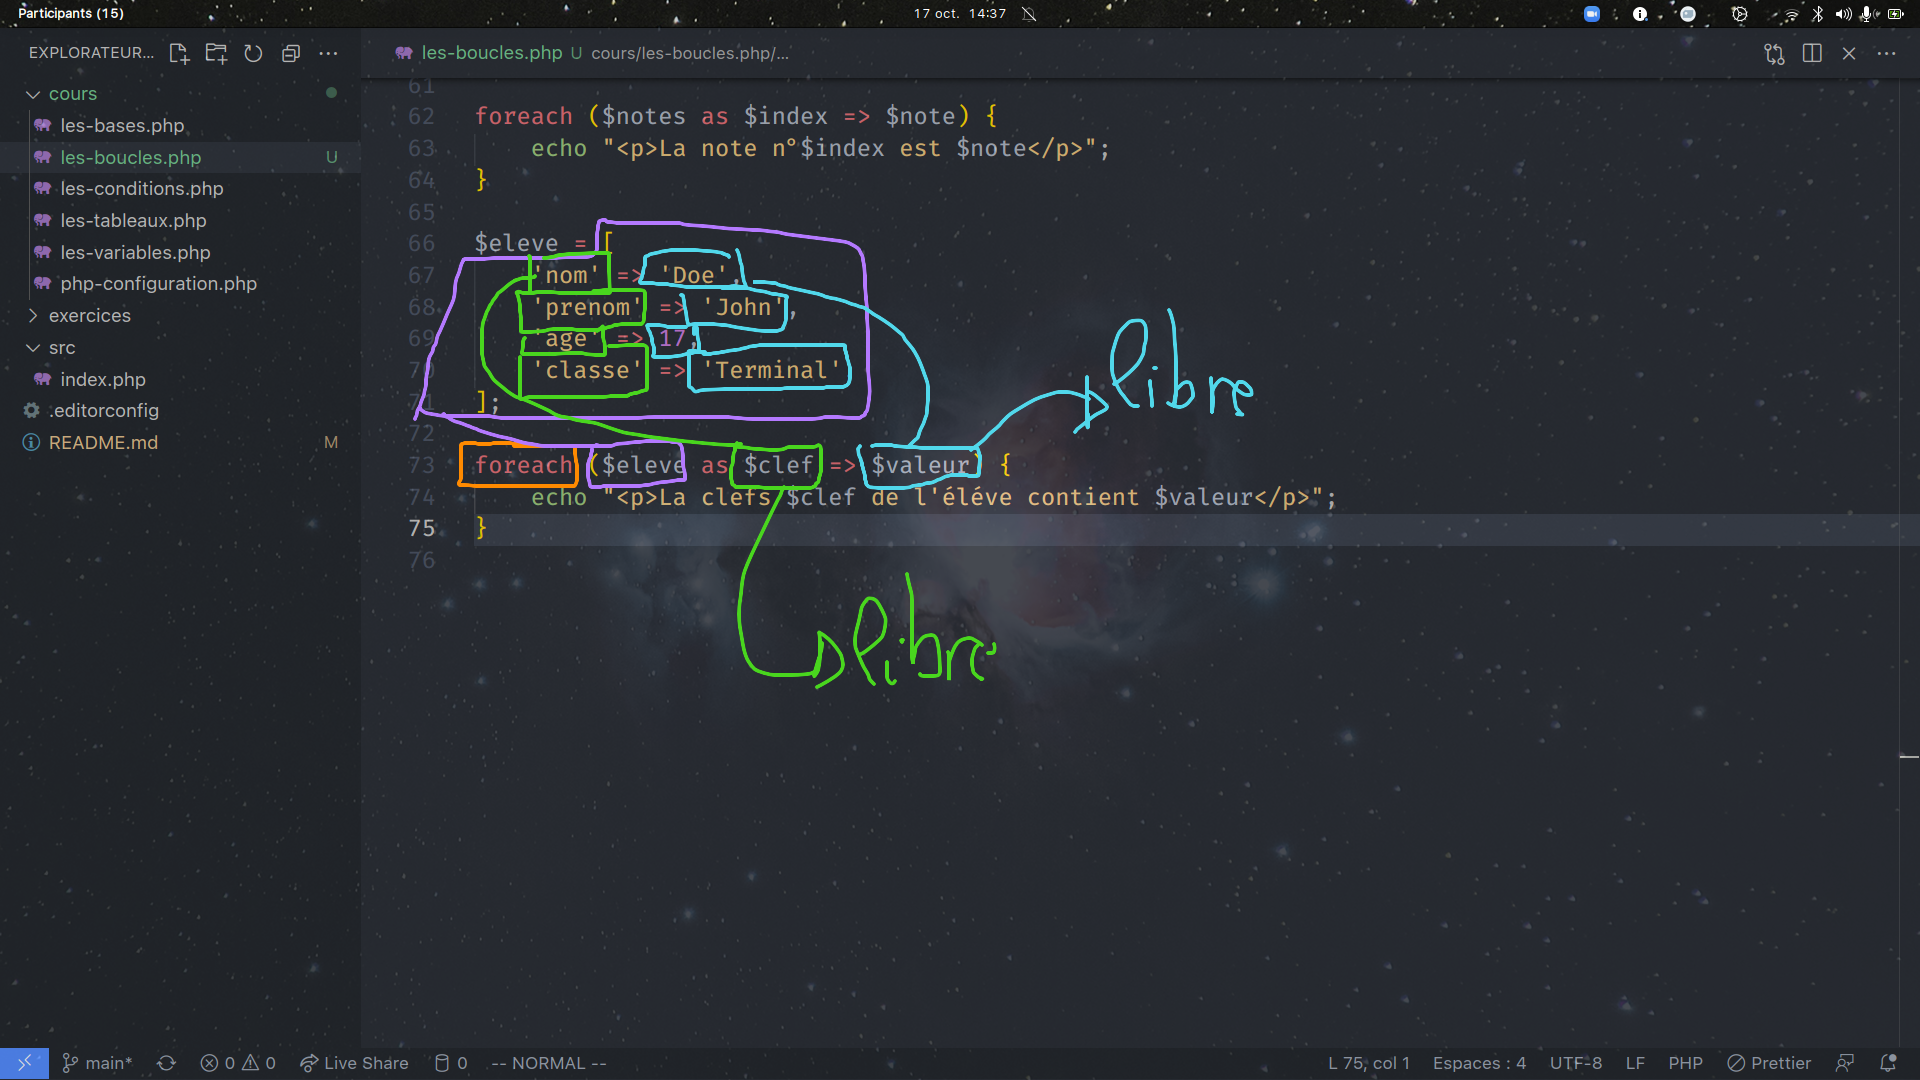 Participants (15)
17 oct. 14:37
EXPLORATEUR...
les-boucles.php U cours/les-boucles.php/...
cours
les-bases.php
les-boucles.php U
les-conditions.php
les-tableaux.php
les-variables.php
php-configuration.php
exercices
src
index.php
.editorconfig
README.md M
61
62 foreach ($notes as $index => $note) {
63 echo "<p>La note n°$index est $note</p>";
64 }
65
66 $eleve = [
67 'nom' => 'Doe',
68 'prenom' => 'John',
69 'age' => 17,
70 'classe' => 'Terminal'
71 ];
72
73 foreach ($eleve as $clef => $valeur) {
74 echo "<p>La clefs $clef de l'éléve contient $valeur</p>";
75 }
76
libre
libre
main* 0 0 Live Share 0 -- NORMAL --
L 75, col 1 Espaces : 4 UTF-8 LF PHP Prettier